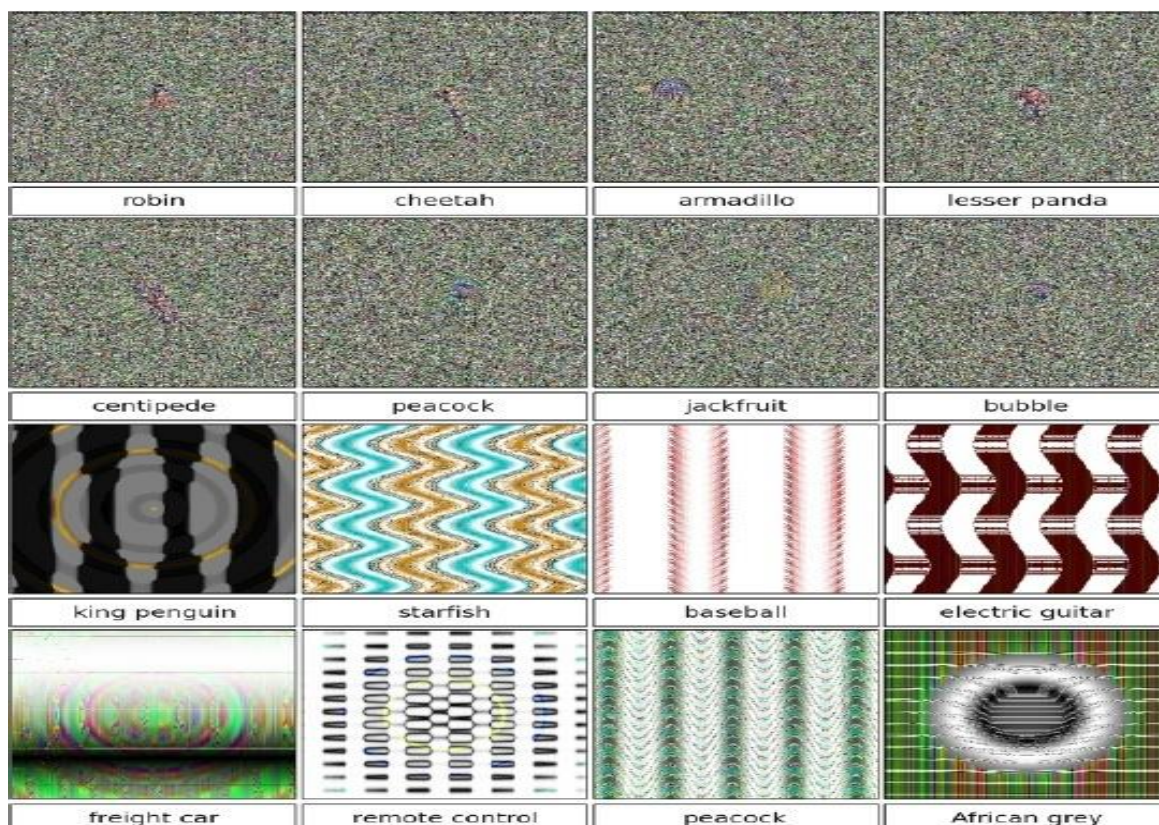 robin cheetah armadillo lesser panda
centipede peacock jackfruit bubble
king penguin starfish baseball electric guitar
freight car remote control peacock African grey